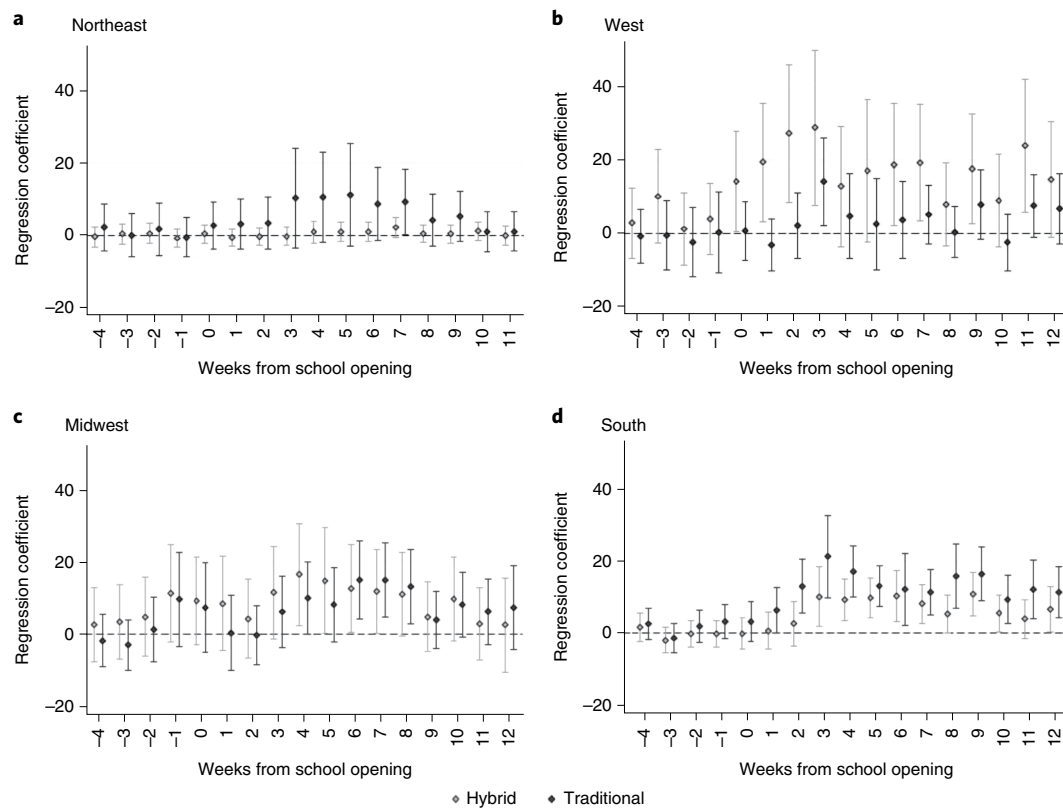 a
Northeast
Regression coefficient
40
20
0
–20
–4 –3 –2 –1 0 1 2 3 4 5 6 7 8 9 10 11
Weeks from school opening
b
West
Regression coefficient
40
20
0
–20
–4 –3 –2 –1 0 1 2 3 4 5 6 7 8 9 10 11 12
Weeks from school opening
c
Midwest
Regression coefficient
40
20
0
–20
–4 –3 –2 –1 0 1 2 3 4 5 6 7 8 9 10 11 12
Weeks from school opening
d
South
Regression coefficient
40
20
0
–20
–4 –3 –2 –1 0 1 2 3 4 5 6 7 8 9 10 11 12
Weeks from school opening
Hybrid Traditional